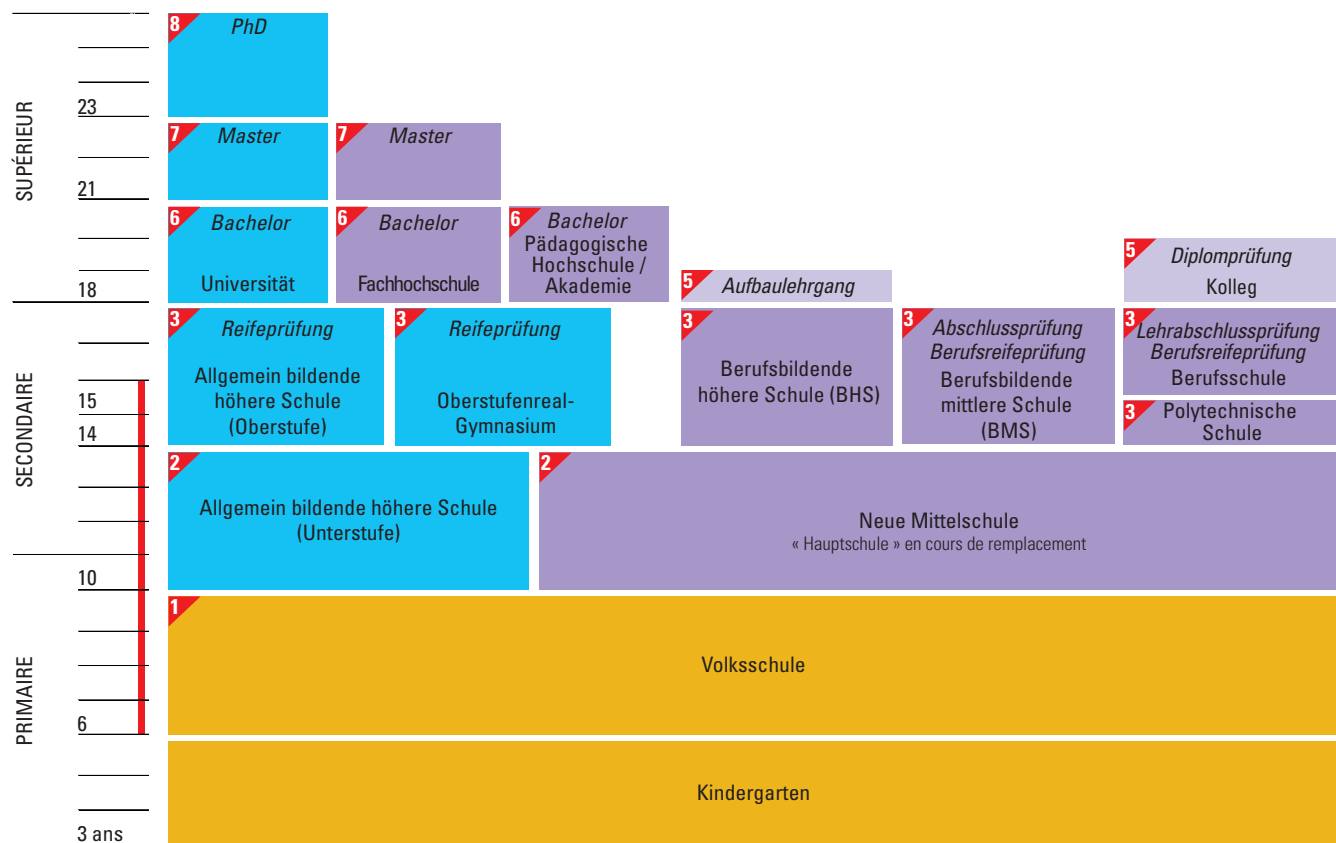 SUPÉRIEUR
SECONDAIRE
PRIMAIRE
23
21
18
15
14
10
6
3 ans
8
PhD
7
Master
7
Master
6
Bachelor
Universität
6
Bachelor
Fachhochschule
6
Bachelor
Pädagogische
Hochschule /
Akademie
5
Aufbaulehrgang
5
Diplomprüfung
Kolleg
3
Reifeprüfung
Allgemein bildende
höhere Schule
(Oberstufe)
3
Reifeprüfung
Oberstufenreal-
Gymnasium
3
Berufsbildende
höhere Schule (BHS)
3
Abschlussprüfung
Berufsreifeprüfung
Berufsbildende
mittlere Schule
(BMS)
3
Lehrabschlussprüfung
Berufsreifeprüfung
Berufsschule
3
Polytechnische
Schule
2
Allgemein bildende höhere Schule
(Unterstufe)
2
Neue Mittelschule
« Hauptschule » en cours de remplacement
1
Volksschule
Kindergarten